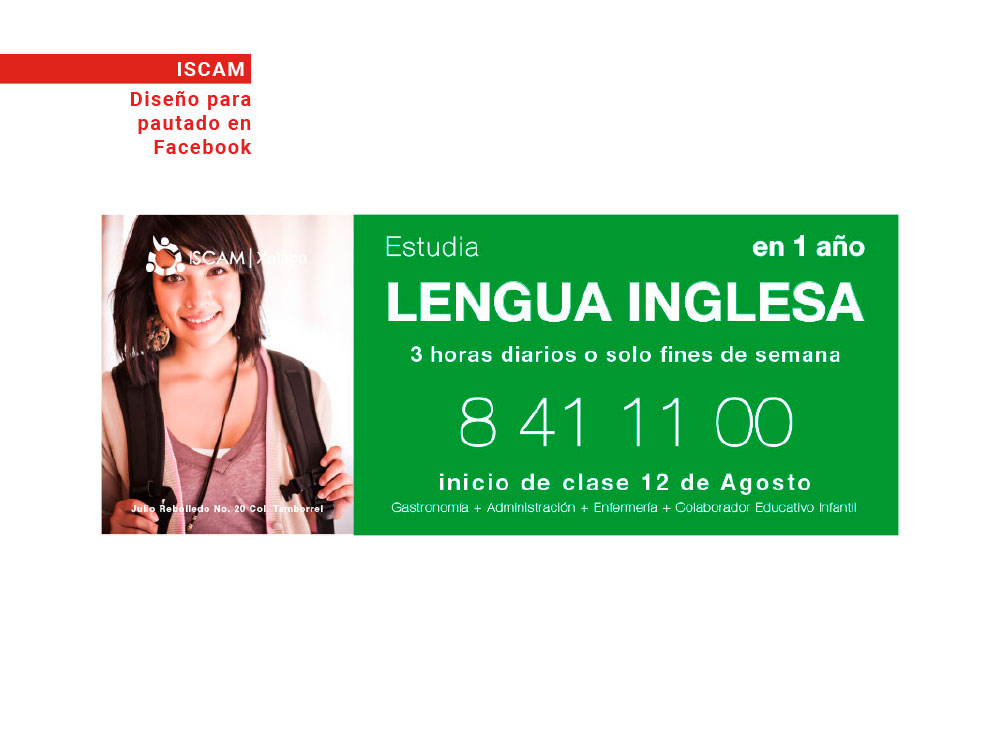 ISCAM
Diseño para
pautado en
Facebook
ISCAM | Xalapa
Julio Rebolledo No. 20 Col. Tamborrel
Estudia
en 1 año
LENGUA INGLESA
3 horas diarios o solo fines de semana
8 41 11 00
inicio de clase 12 de Agosto
Gastronomía + Administración + Enfermería + Colaborador Educativo Infantil